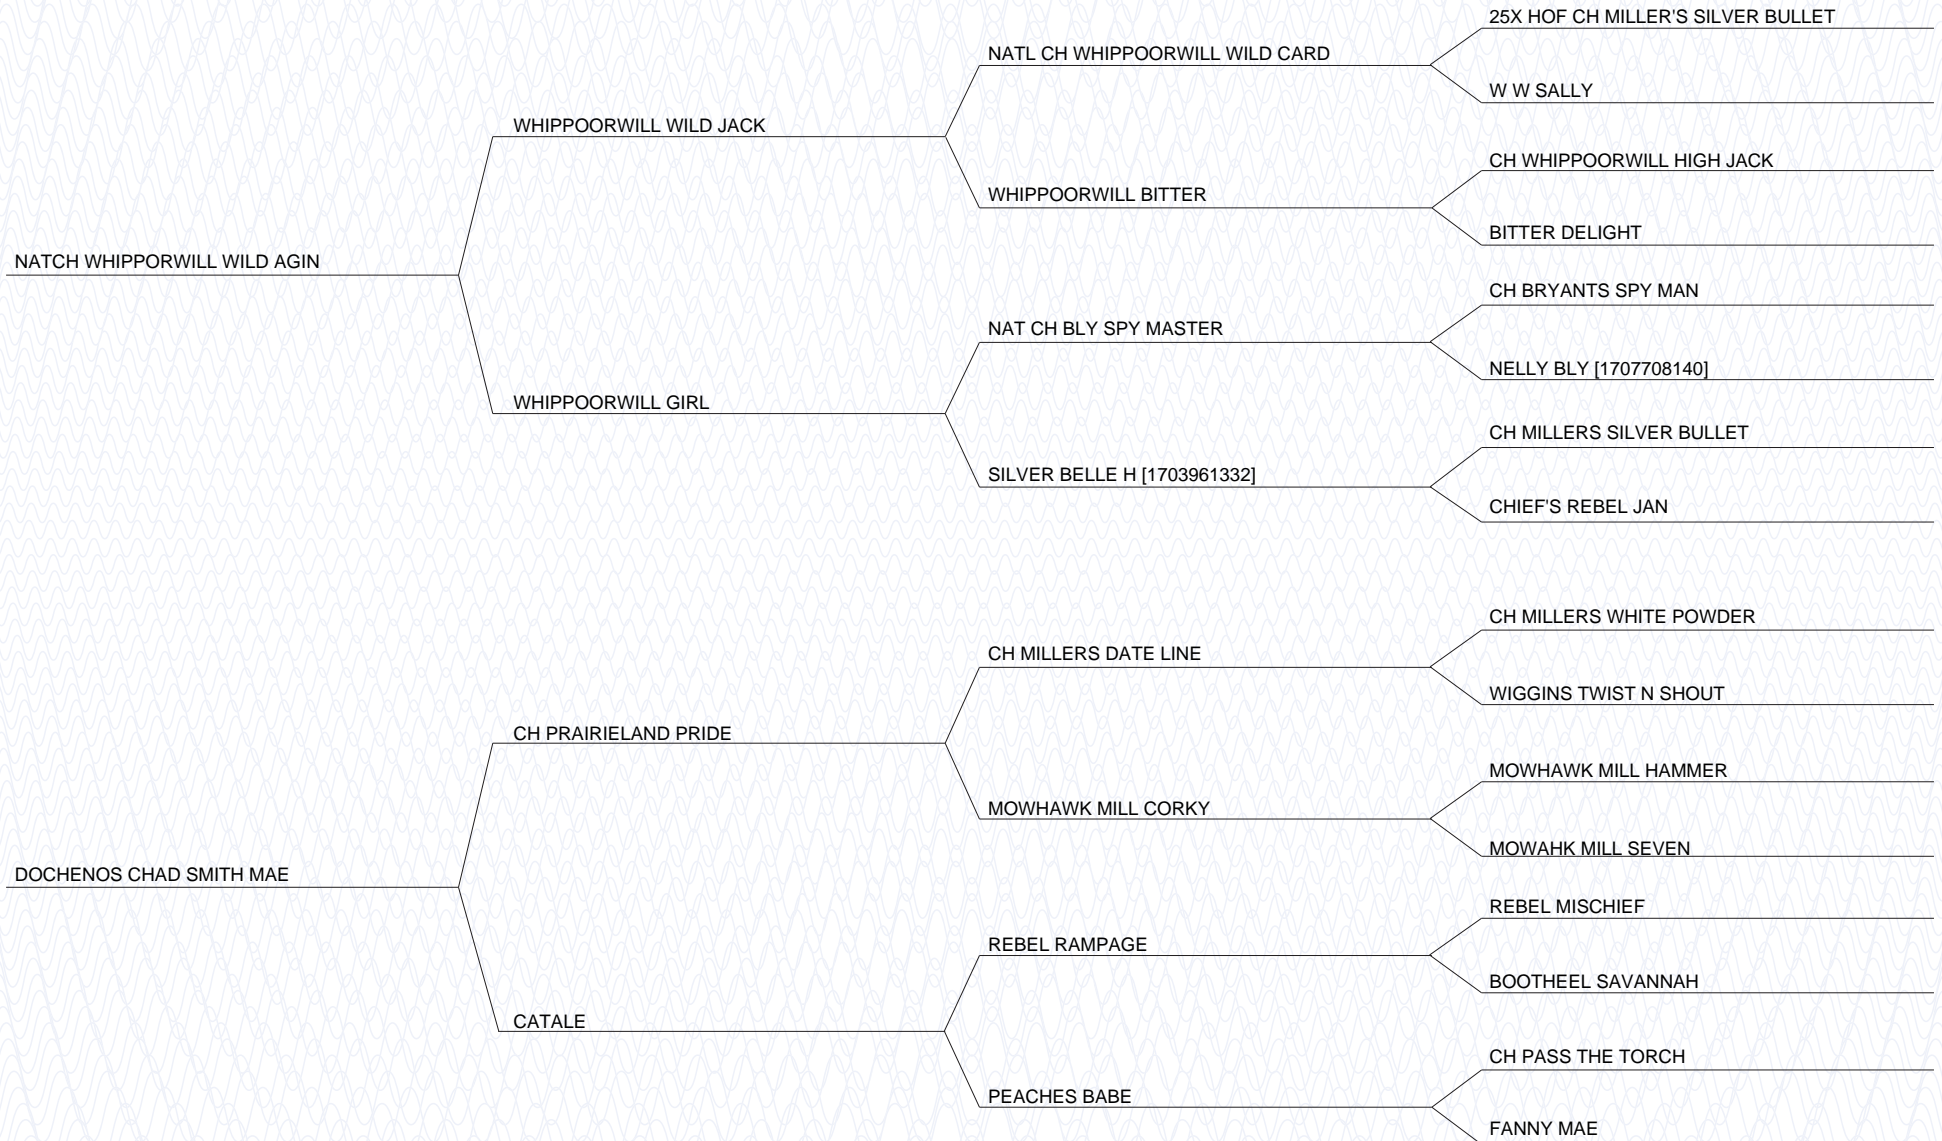 25X HOF CH MILLER'S SILVER BULLET
NATL CH WHIPPOORWILL WILD CARD
W W SALLY
WHIPPOORWILL WILD JACK
CH WHIPPOORWILL HIGH JACK
WHIPPOORWILL BITTER
BITTER DELIGHT
NATCH WHIPPORWILL WILD AGIN
CH BRYANTS SPY MAN
NAT CH BLY SPY MASTER
NELLY BLY [1707708140]
WHIPPOORWILL GIRL
CH MILLERS SILVER BULLET
SILVER BELLE H [1703961332]
CHIEF'S REBEL JAN
CH MILLERS WHITE POWDER
CH MILLERS DATE LINE
WIGGINS TWIST N SHOUT
CH PRAIRIELAND PRIDE
MOWHAWK MILL HAMMER
MOWHAWK MILL CORKY
MOWAHK MILL SEVEN
DOCHENOS CHAD SMITH MAE
REBEL MISCHIEF
REBEL RAMPAGE
BOOTHEEL SAVANNAH
CATALE
CH PASS THE TORCH
PEACHES BABE
FANNY MAE